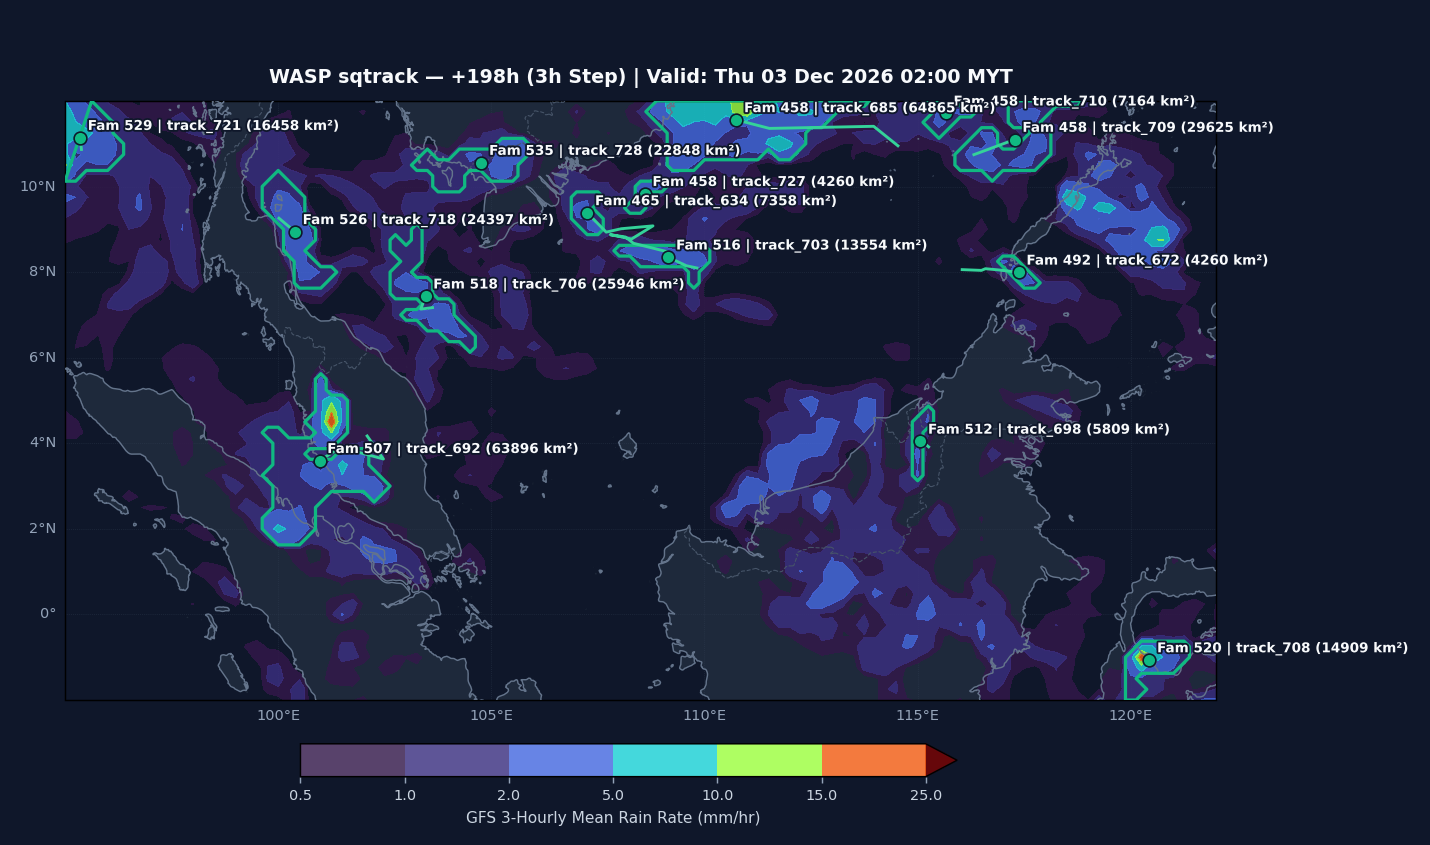 WASP sqtrack — +198h (3h Step) | Valid: Thu 03 Dec 2026 02:00 MYT
Fam 458 | track_710 (7164 km²)
Fam 458 | track_685 (64865 km²)
Fam 529 | track_721 (16458 km²)
Fam 458 | track_709 (29625 km²)
Fam 535 | track_728 (22848 km²)
Fam 458 | track_727 (4260 km²)
10°N
Fam 465 | track_634 (7358 km²)
Fam 526 | track_718 (24397 km²)
Fam 516 | track_703 (13554 km²)
Fam 492 | track_672 (4260 km²)
8°N
Fam 518 | track_706 (25946 km²)
6°N
Fam 512 | track_698 (5809 km²)
4°N
Fam 507 | track_692 (63896 km²)
2°N
0°
Fam 520 | track_708 (14909 km²)
100°E 105°E 110°E 115°E 120°E
0.5 1.0 2.0 5.0 10.0 15.0 25.0
GFS 3-Hourly Mean Rain Rate (mm/hr)